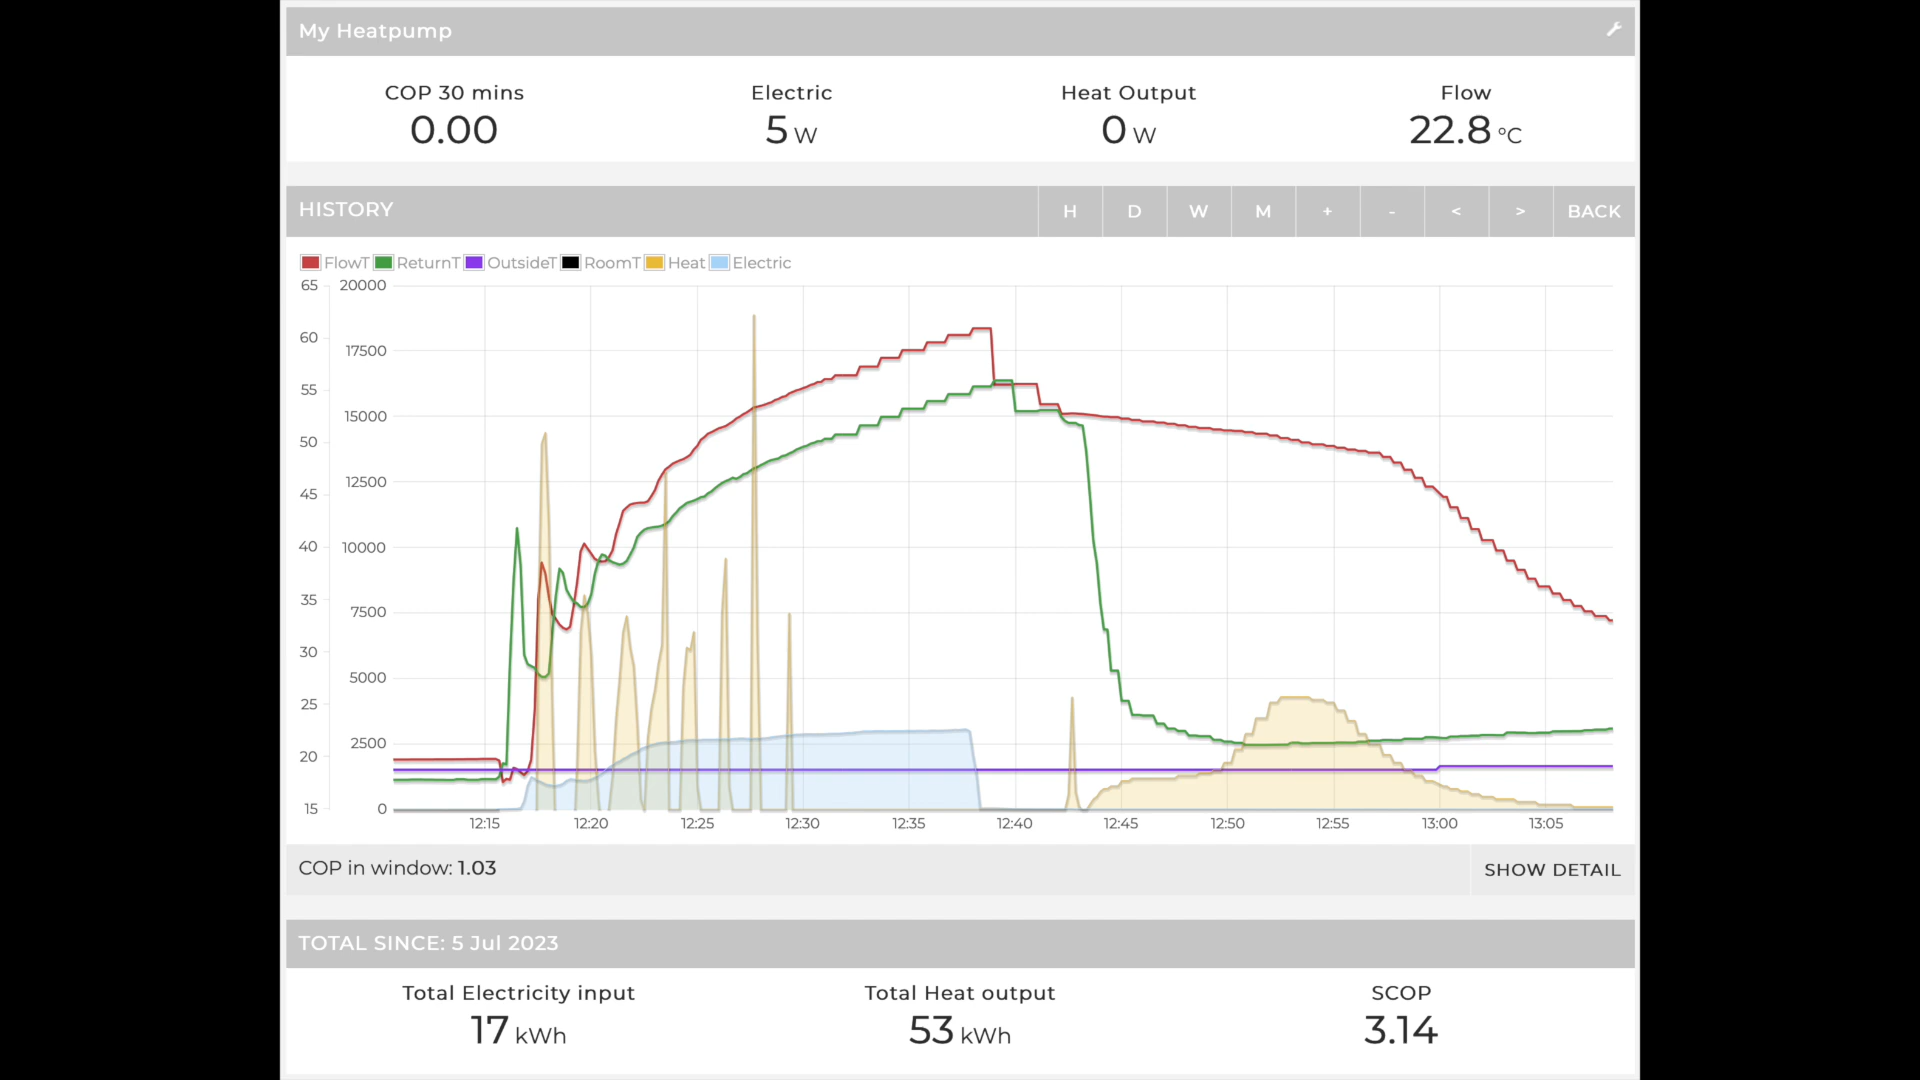 My Heatpump
COP 30 mins Electric Heat Output Flow
0.00 5 W 0 W 22.8 °C
HISTORY H D W M + - < > BACK
FlowT ReturnT OutsideT RoomT Heat Electric
65 20000
60 17500
55
50 15000
45 12500
40 10000
35 7500
30
25 5000
20 2500
15 0
12:15 12:20 12:25 12:30 12:35 12:40 12:45 12:50 12:55 13:00 13:05
COP in window: 1.03 SHOW DETAIL
TOTAL SINCE: 5 Jul 2023
Total Electricity input Total Heat output SCOP
17 kWh 53 kWh 3.14